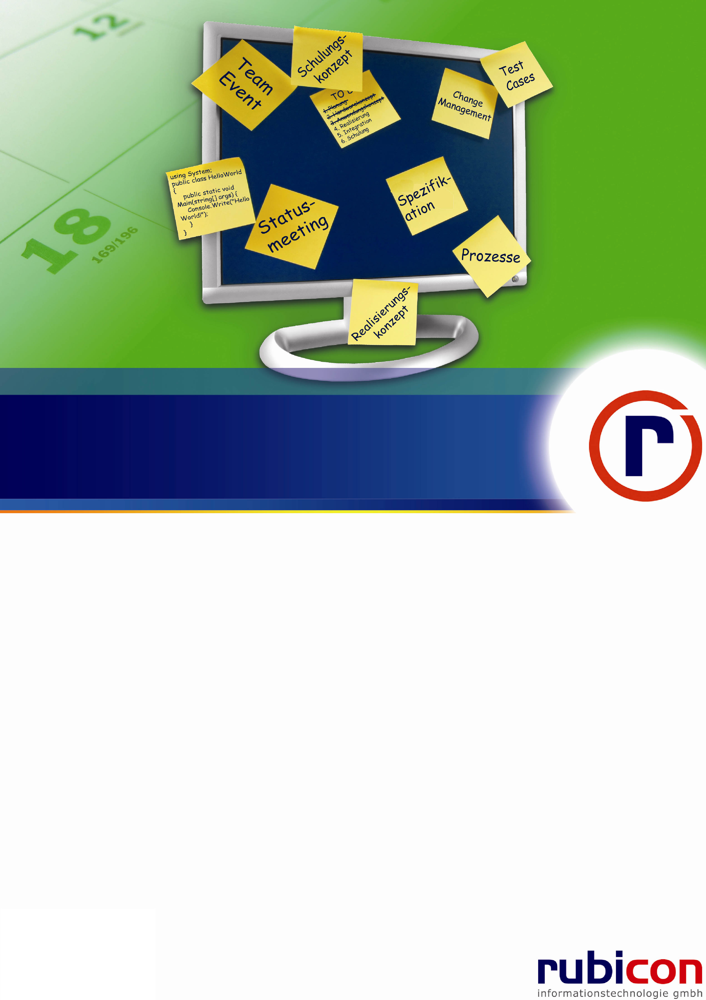 12
Schulungs-
konzept
Team
Event
Test
Cases
TO
1. Planung
2. Hardwarekonzept
3. Anwendungskonzept
4. Realisierung
5. Integration
6. Schulung
Change
Management
using System;
public class HelloWorld
{
public static void
Main(string[] args) {
Console.Write("Hello
World!");
}
}
Status-
meeting
Spezifik-
ation
18
169/196
Prozesse
Realisierungs-
konzept
r
rubicon
informationstechnologie gmbh